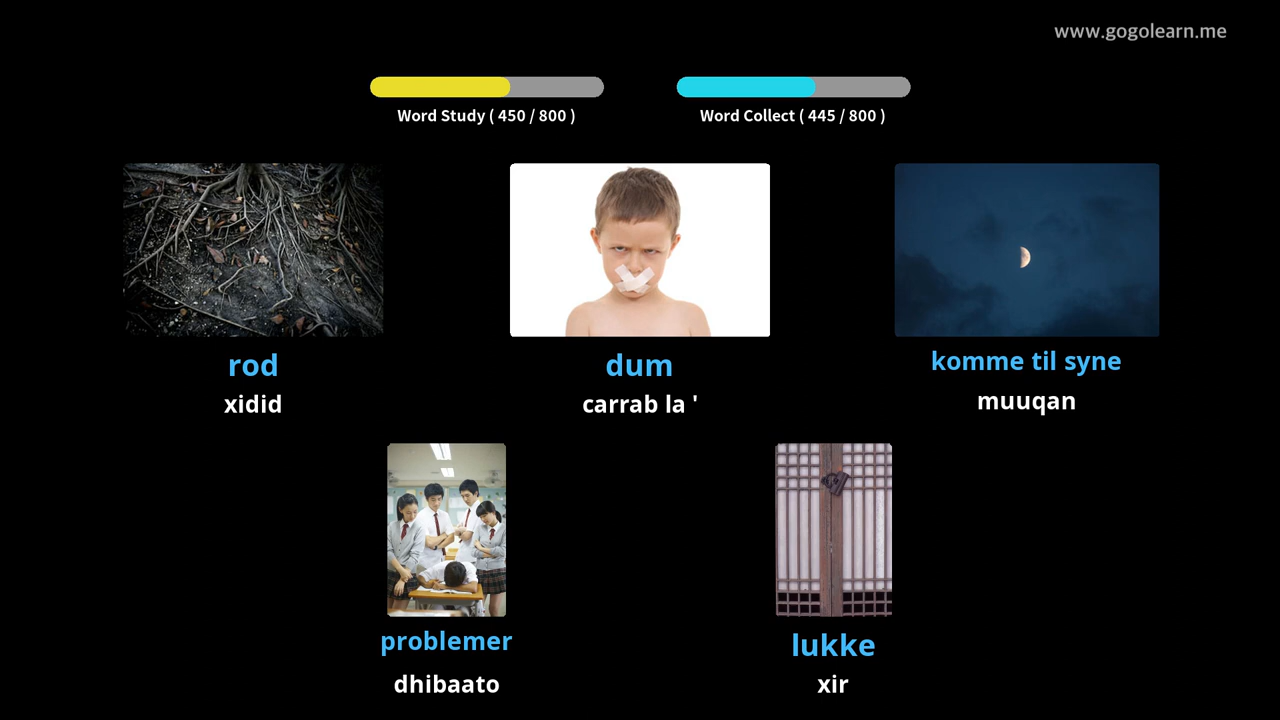 www.gogolearn.me
Word Study ( 450 / 800 )
Word Collect ( 445 / 800 )
rod
xidid
dum
carrab la '
komme til syne
muuqan
problemer
dhibaato
lukke
xir